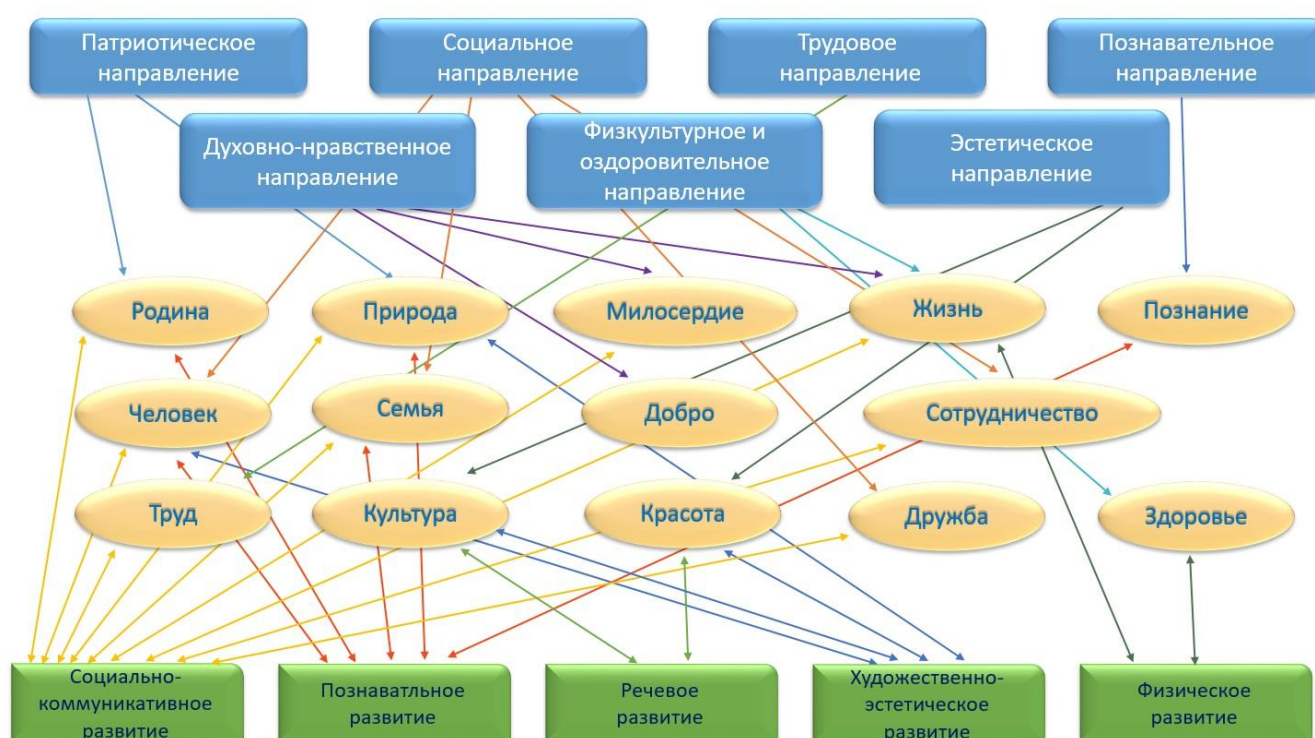 Патриотическое
направление
Социальное
направление
Трудовое
направление
Познавательное
направление
Духовно-нравственное
направление
Физкультурное и
оздоровительное
направление
Эстетическое
направление
Родина
Природа
Милосердие
Жизнь
Познание
Человек
Семья
Добро
Сотрудничество
Труд
Культура
Красота
Дружба
Здоровье
Социально-
коммуникативное
развитие
Познаватльное
развитие
Речевое
развитие
Художественно-
эстетическое
развитие
Физическое
развитие